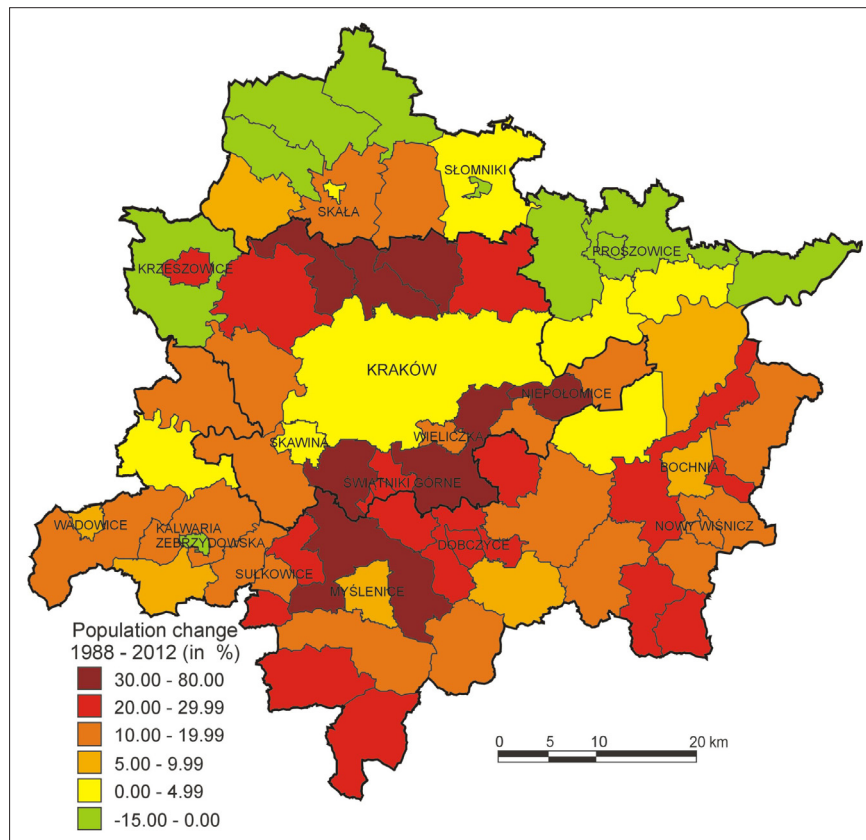 SŁOMNIKI
SKAŁA
PROSZOWICE
KRZESZOWICE
KRAKÓW
NIEPOŁOMICE
SKAWINA
WIELICZKA
BOCHNIA
ŚWIĄTNIKI GÓRNE
WADOWICE
KALWARIA
ZEBRZYDOWSKA
NOWY WIŚNICZ
DOBCZYCE
SUŁKOWICE
MYŚLENICE
Population change
1988 - 2012 (in %)
30.00 - 80.00
20.00 - 29.99
10.00 - 19.99
5.00 - 9.99
0.00 - 4.99
-15.00 - 0.00
0 5 10 20 km